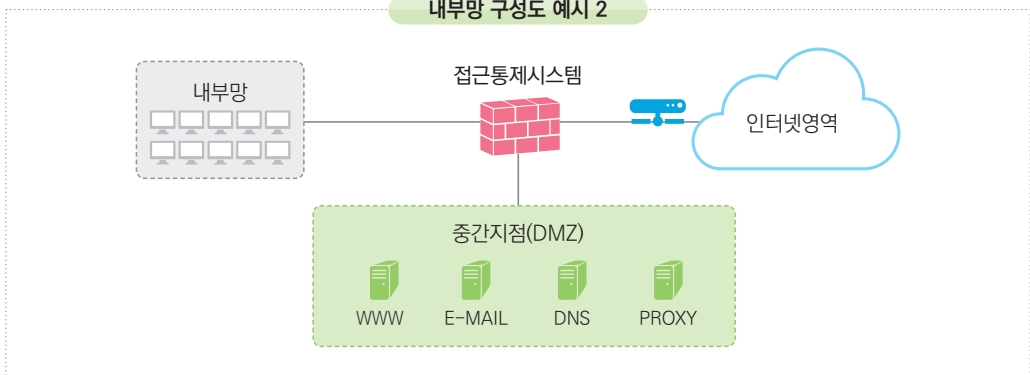 내부망 구성도 예시 2
내부망
접근통제시스템
인터넷영역
중간지점(DMZ)
WWW E-MAIL DNS PROXY